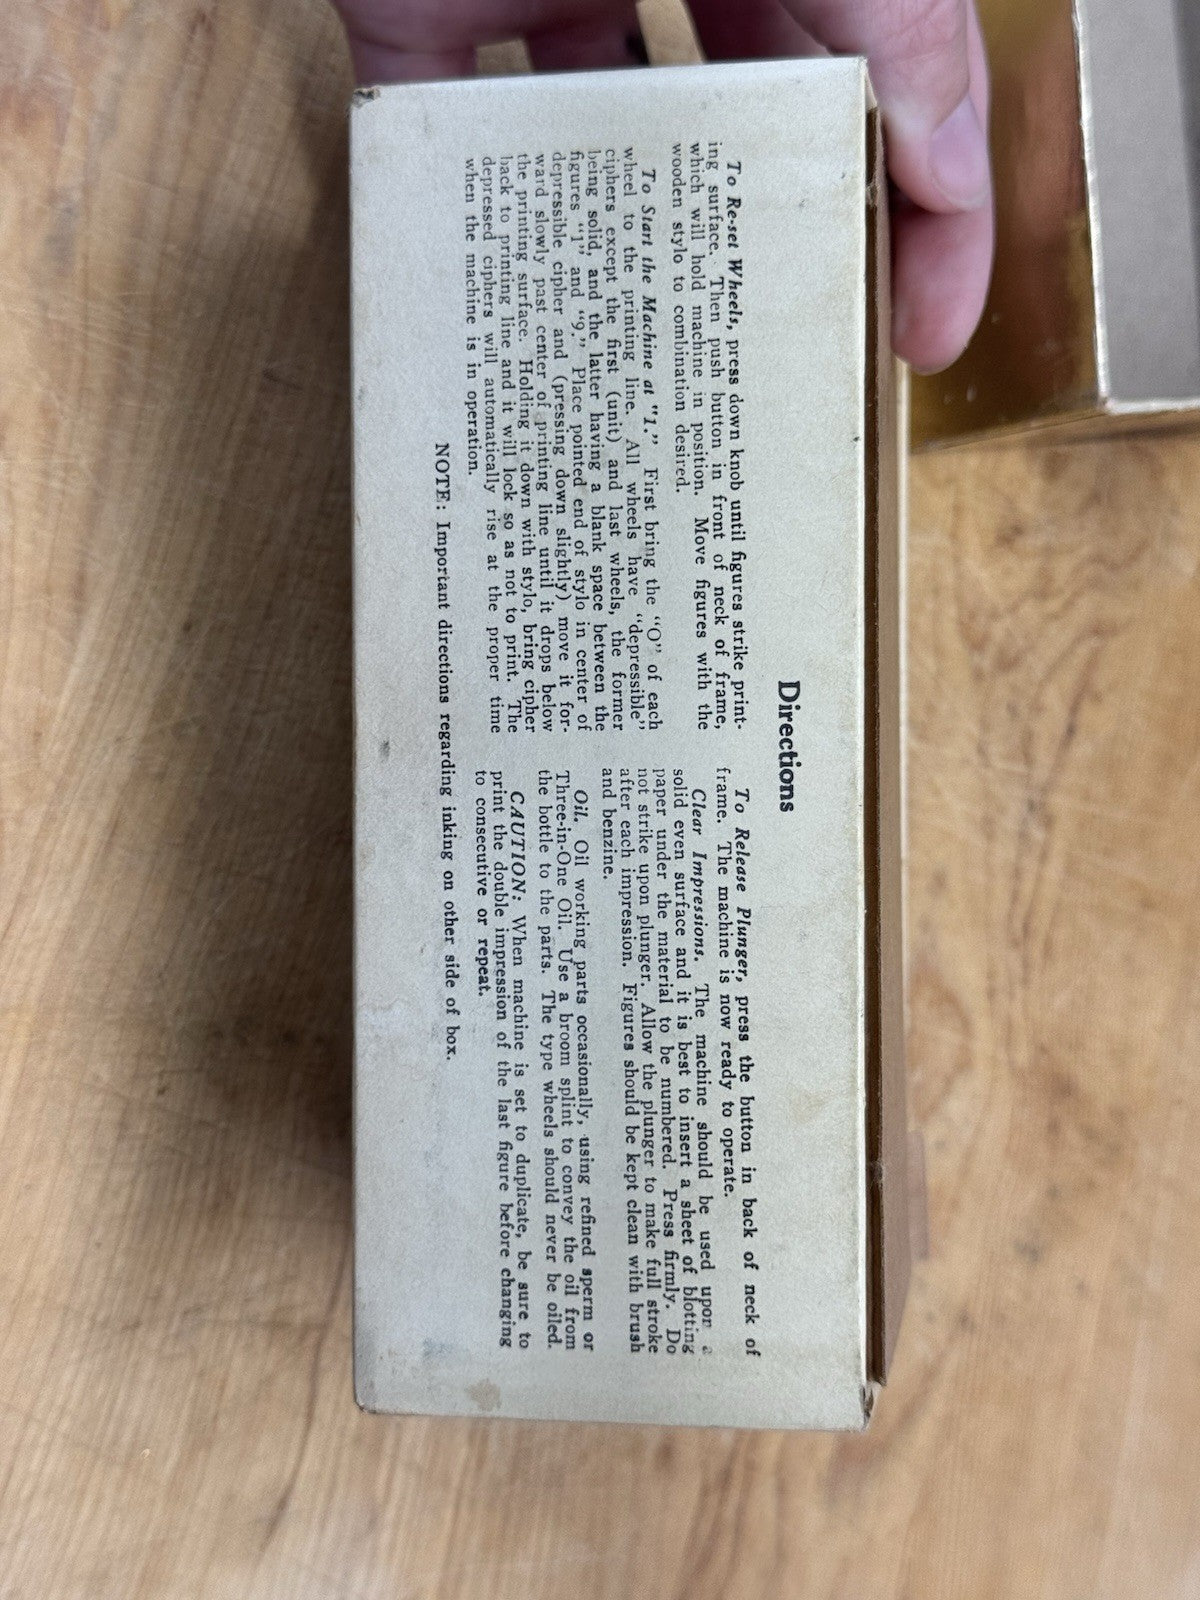 Directions
To Re-set Wheels, press down knob until figures strike print-
ing surface. Then push button in front of neck of frame,
which will hold machine in position. Move figures with the
wooden stylo to combination desired.
To Start the Machine at "1." First bring the "O" of each
wheel to the printing line. All wheels have "depressible"
ciphers except the first (unit) and last wheels, the former
being solid, and the latter having a blank space between the
figures "1" and "9." Place pointed end of stylo in center of
depressible cipher and (pressing down slightly) move it for-
ward slowly past center of printing line until it drops below
the printing surface. Holding it down with stylo, bring cipher
back to printing line and it will lock so as not to print. The
depressed ciphers will automatically rise at the proper time
when the machine is in operation.
To Release Plunger, press the button in back of neck of
frame. The machine is now ready to operate.
Clear Impressions. The machine should be used upon a
solid even surface and it is best to insert a sheet of blotting
paper under the material to be numbered. Press firmly. Do
not strike upon plunger. Allow the plunger to make full stroke
after each impression. Figures should be kept clean with brush
and benzine.
Oil. Oil working parts occasionally, using refined sperm or
Three-in-One Oil. Use a broom splint to convey the oil from
the bottle to the parts. The type wheels should never be oiled.
CAUTION: When machine is set to duplicate, be sure to
print the double impression of the last figure before changing
to consecutive or repeat.
NOTE: Important directions regarding inking on other side of box.